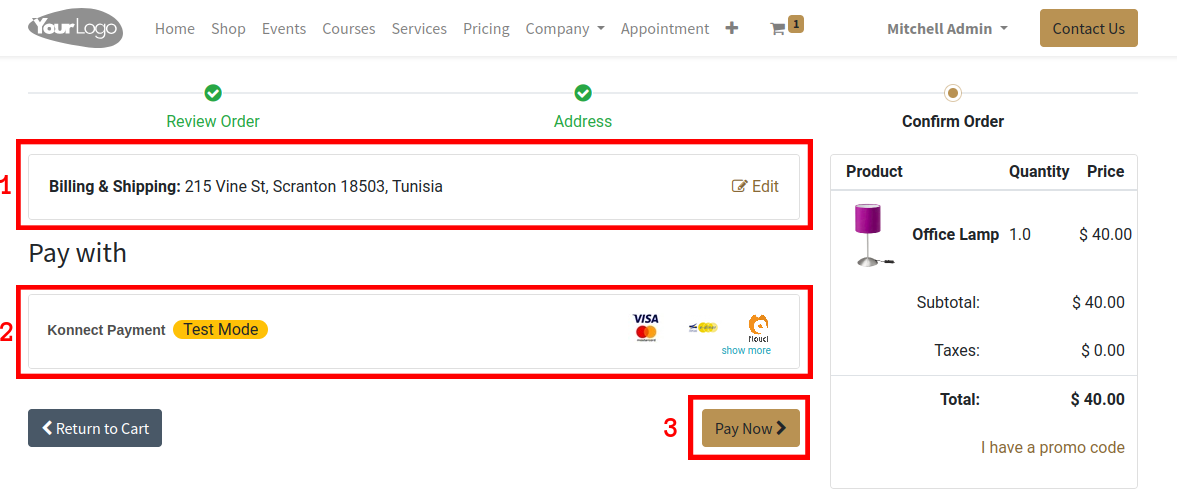 YourLogo Home Shop Events Courses Services Pricing Company Appointment 1 Mitchell Admin Contact Us
Review Order Address Confirm Order
1
Billing & Shipping: 215 Vine St, Scranton 18503, Tunisia Edit
Pay with
2
Konnect Payment Test Mode VISA flouci
show more
Return to Cart
3
Pay Now
Product Quantity Price
Office Lamp 1.0 $ 40.00
Subtotal: $ 40.00
Taxes: $ 0.00
Total: $ 40.00
I have a promo code